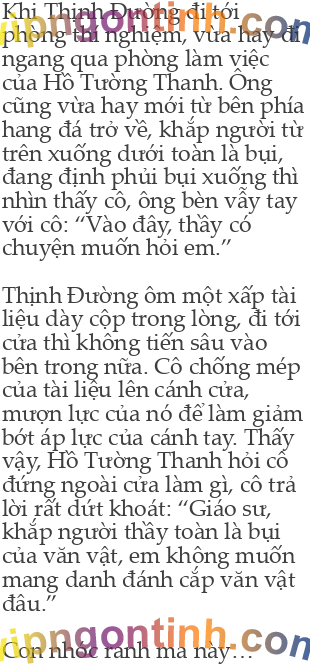 Khi Thịnh Đường đi tới
phòng thí nghiệm, vừa hay đi
ngang qua phòng làm việc
của Hồ Tường Thanh. Ông
cũng vừa hay mới từ bên phía
hang đá trở về, khắp người từ
trên xuống dưới toàn là bụi,
đang định phủi bụi xuống thì
nhìn thấy cô, ông bèn vẫy tay
với cô: “Vào đây, thầy có
chuyện muốn hỏi em.”
Thịnh Đường ôm một xấp tài
liệu dày cộp trong lòng, đi tới
cửa thì không tiến sâu vào
bên trong nữa. Cô chống mép
của tài liệu lên cánh cửa,
mượn lực của nó để làm giảm
bớt áp lực của cánh tay. Thấy
vậy, Hồ Tường Thanh hỏi cô
đứng ngoài cửa làm gì, cô trả
lời rất dứt khoát: “Giáo sư,
khắp người thầy toàn là bụi
của văn vật, em không muốn
mang danh đánh cắp văn vật
đâu.”
Con nhóc ranh ma này…
vipngontinh.com
vipngontinh.com